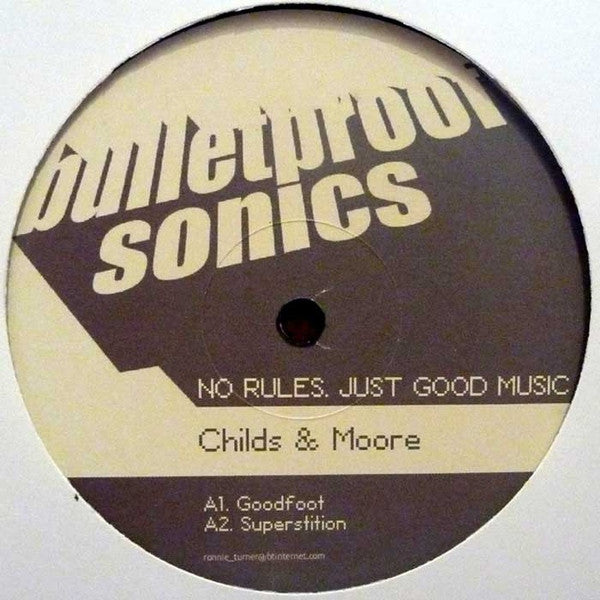 bulletproof
sonics
NO RULES. JUST GOOD MUSIC
Childs & Moore
A1. Goodfoot
A2. Superstition
ronnie_turner@btinternet.com